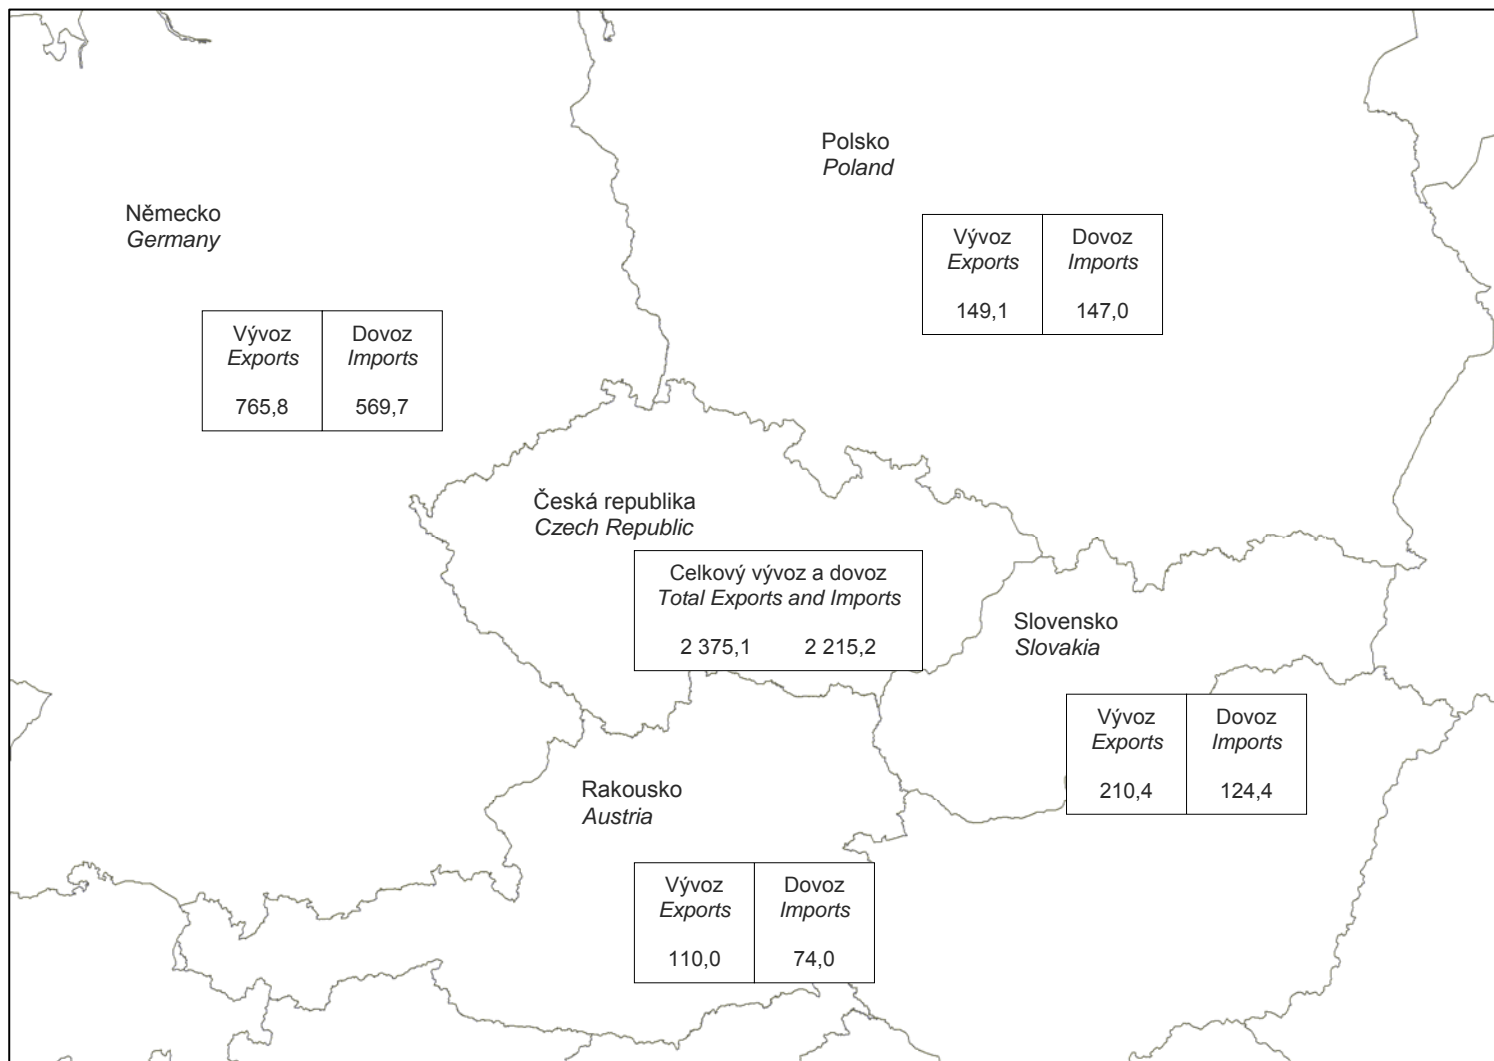 Polsko
Poland
Německo
Germany
Vývoz Dovoz
Exports Imports
149,1 147,0
Vývoz Dovoz
Exports Imports
765,8 569,7
Česká republika
Czech Republic
Celkový vývoz a dovoz
Total Exports and Imports
2 375,1 2 215,2
Slovensko
Slovakia
Vývoz Dovoz
Exports Imports
210,4 124,4
Rakousko
Austria
Vývoz Dovoz
Exports Imports
110,0 74,0